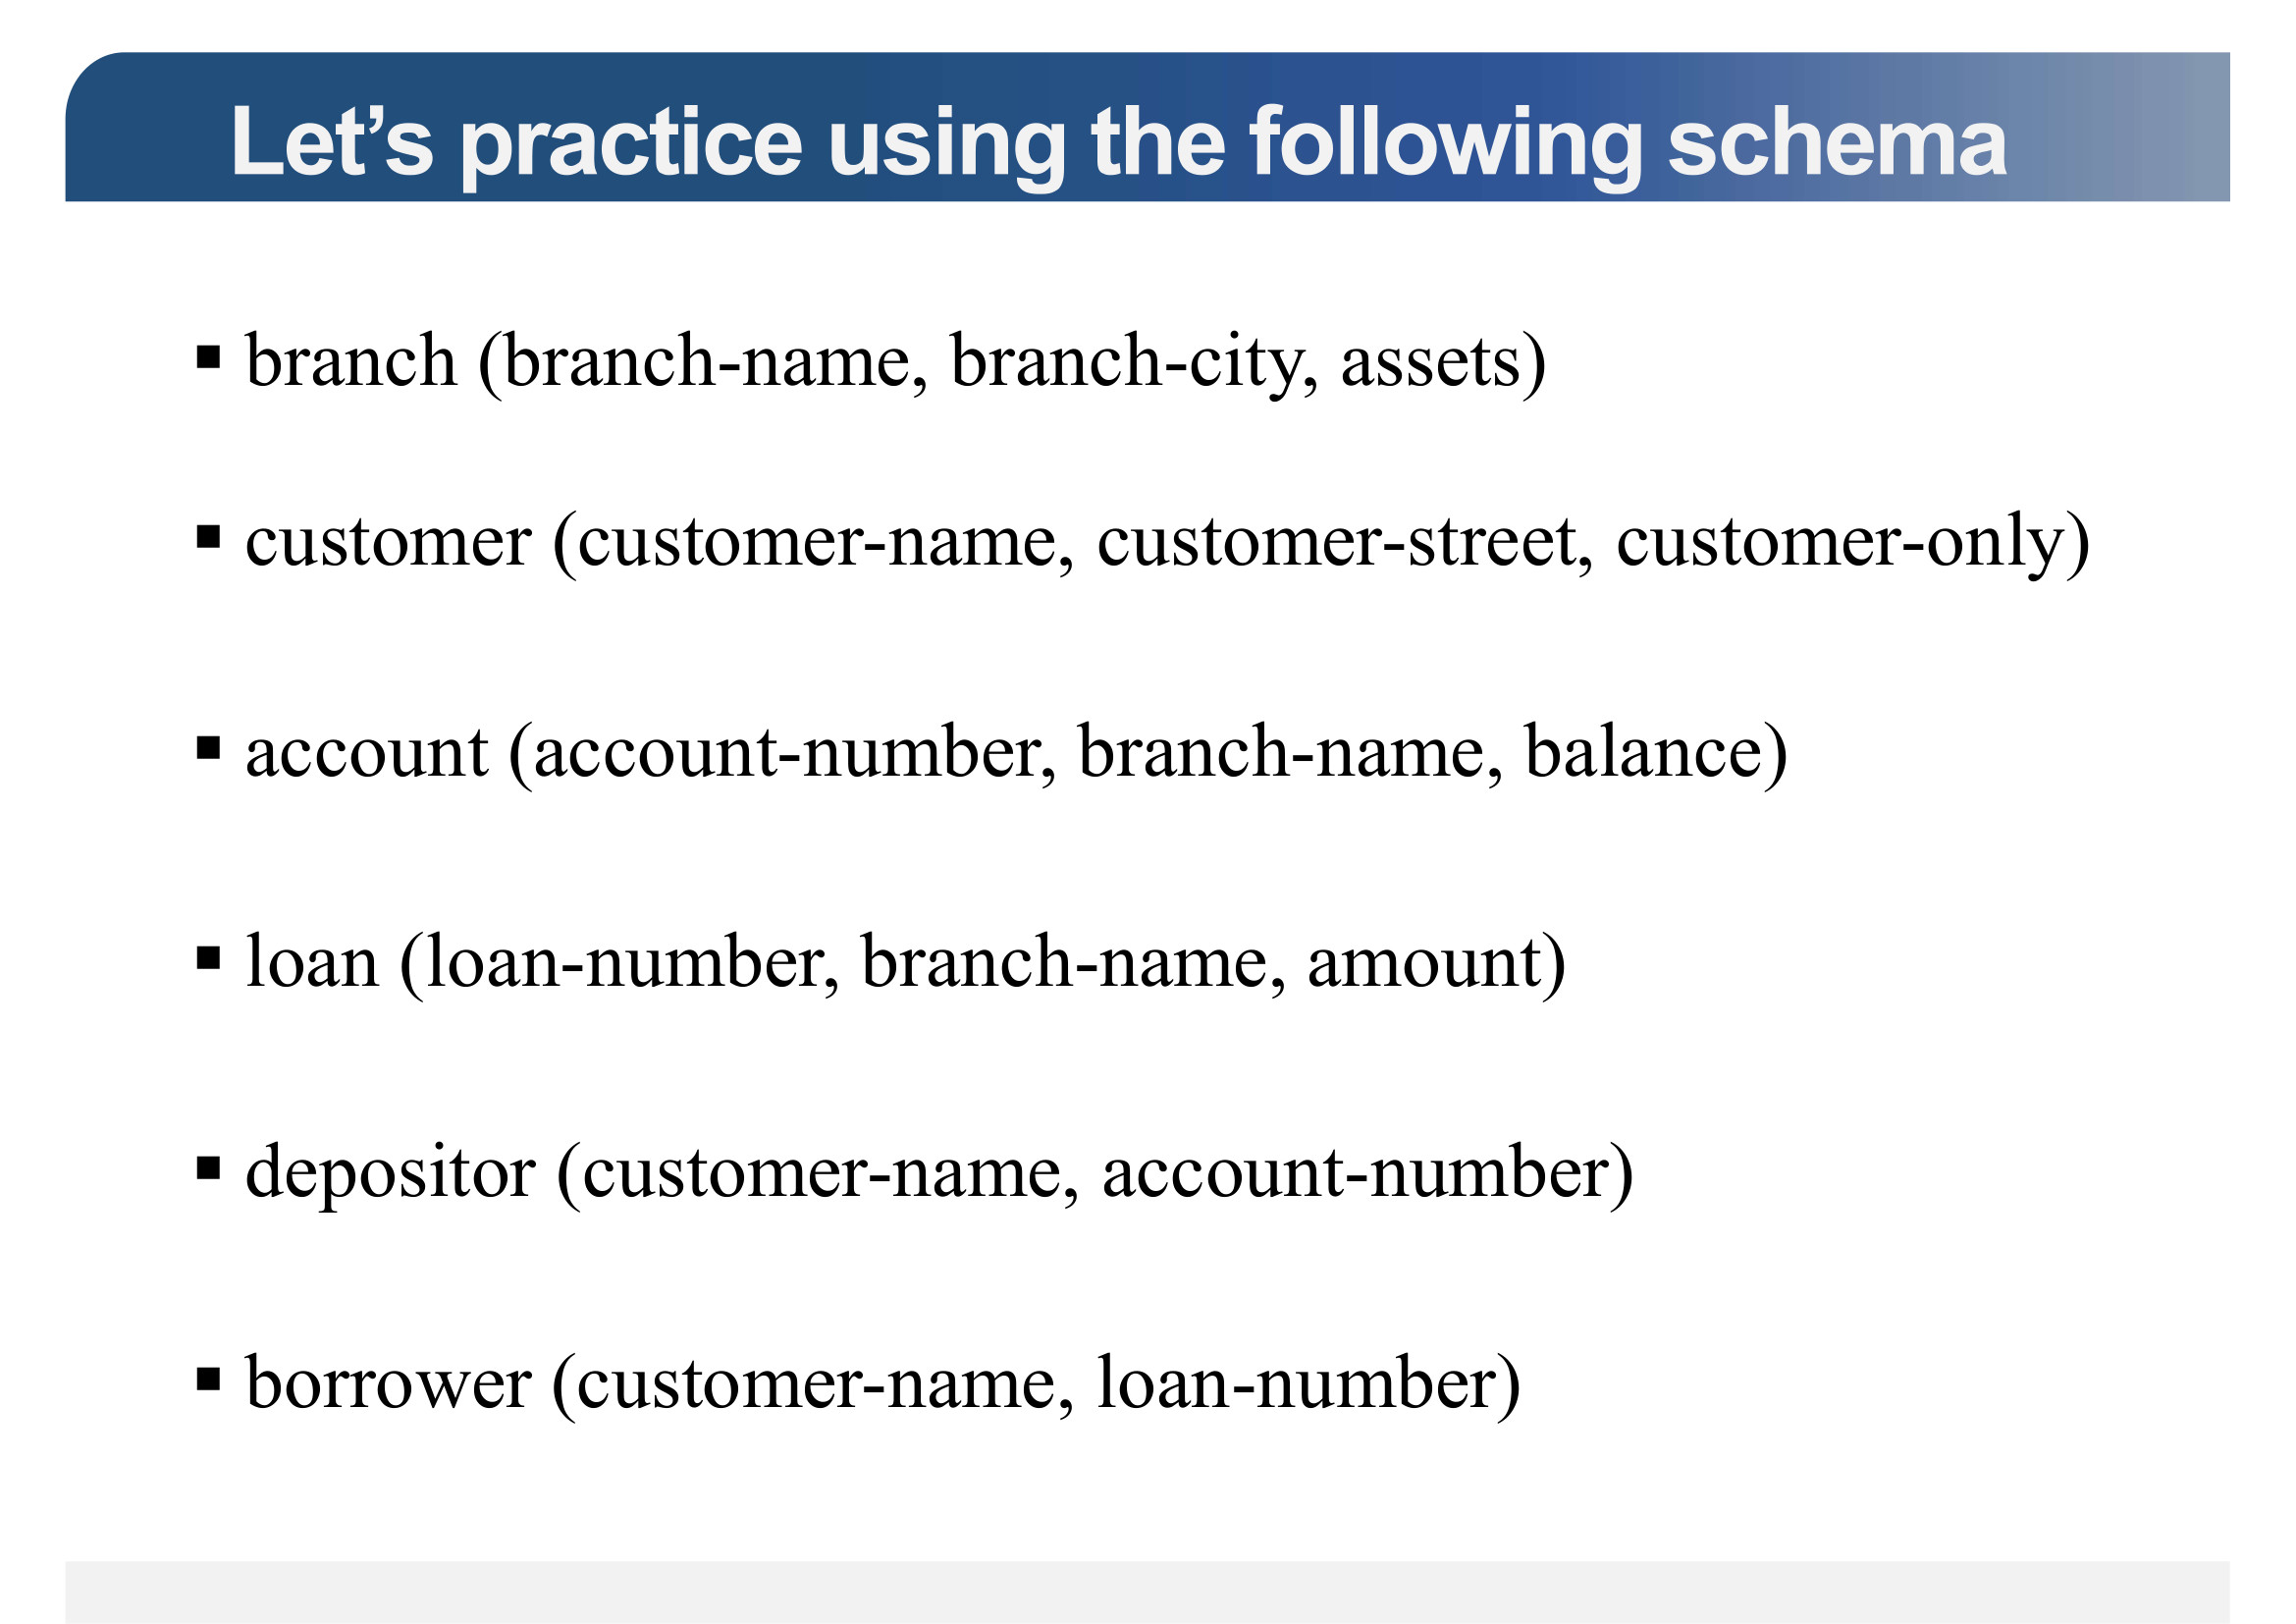 Let’s practice using the following schema
▪ branch (branch-name, branch-city, assets)
▪ customer (customer-name, customer-street, customer-only)
▪ account (account-number, branch-name, balance)
▪ loan (loan-number, branch-name, amount)
▪ depositor (customer-name, account-number)
▪ borrower (customer-name, loan-number)